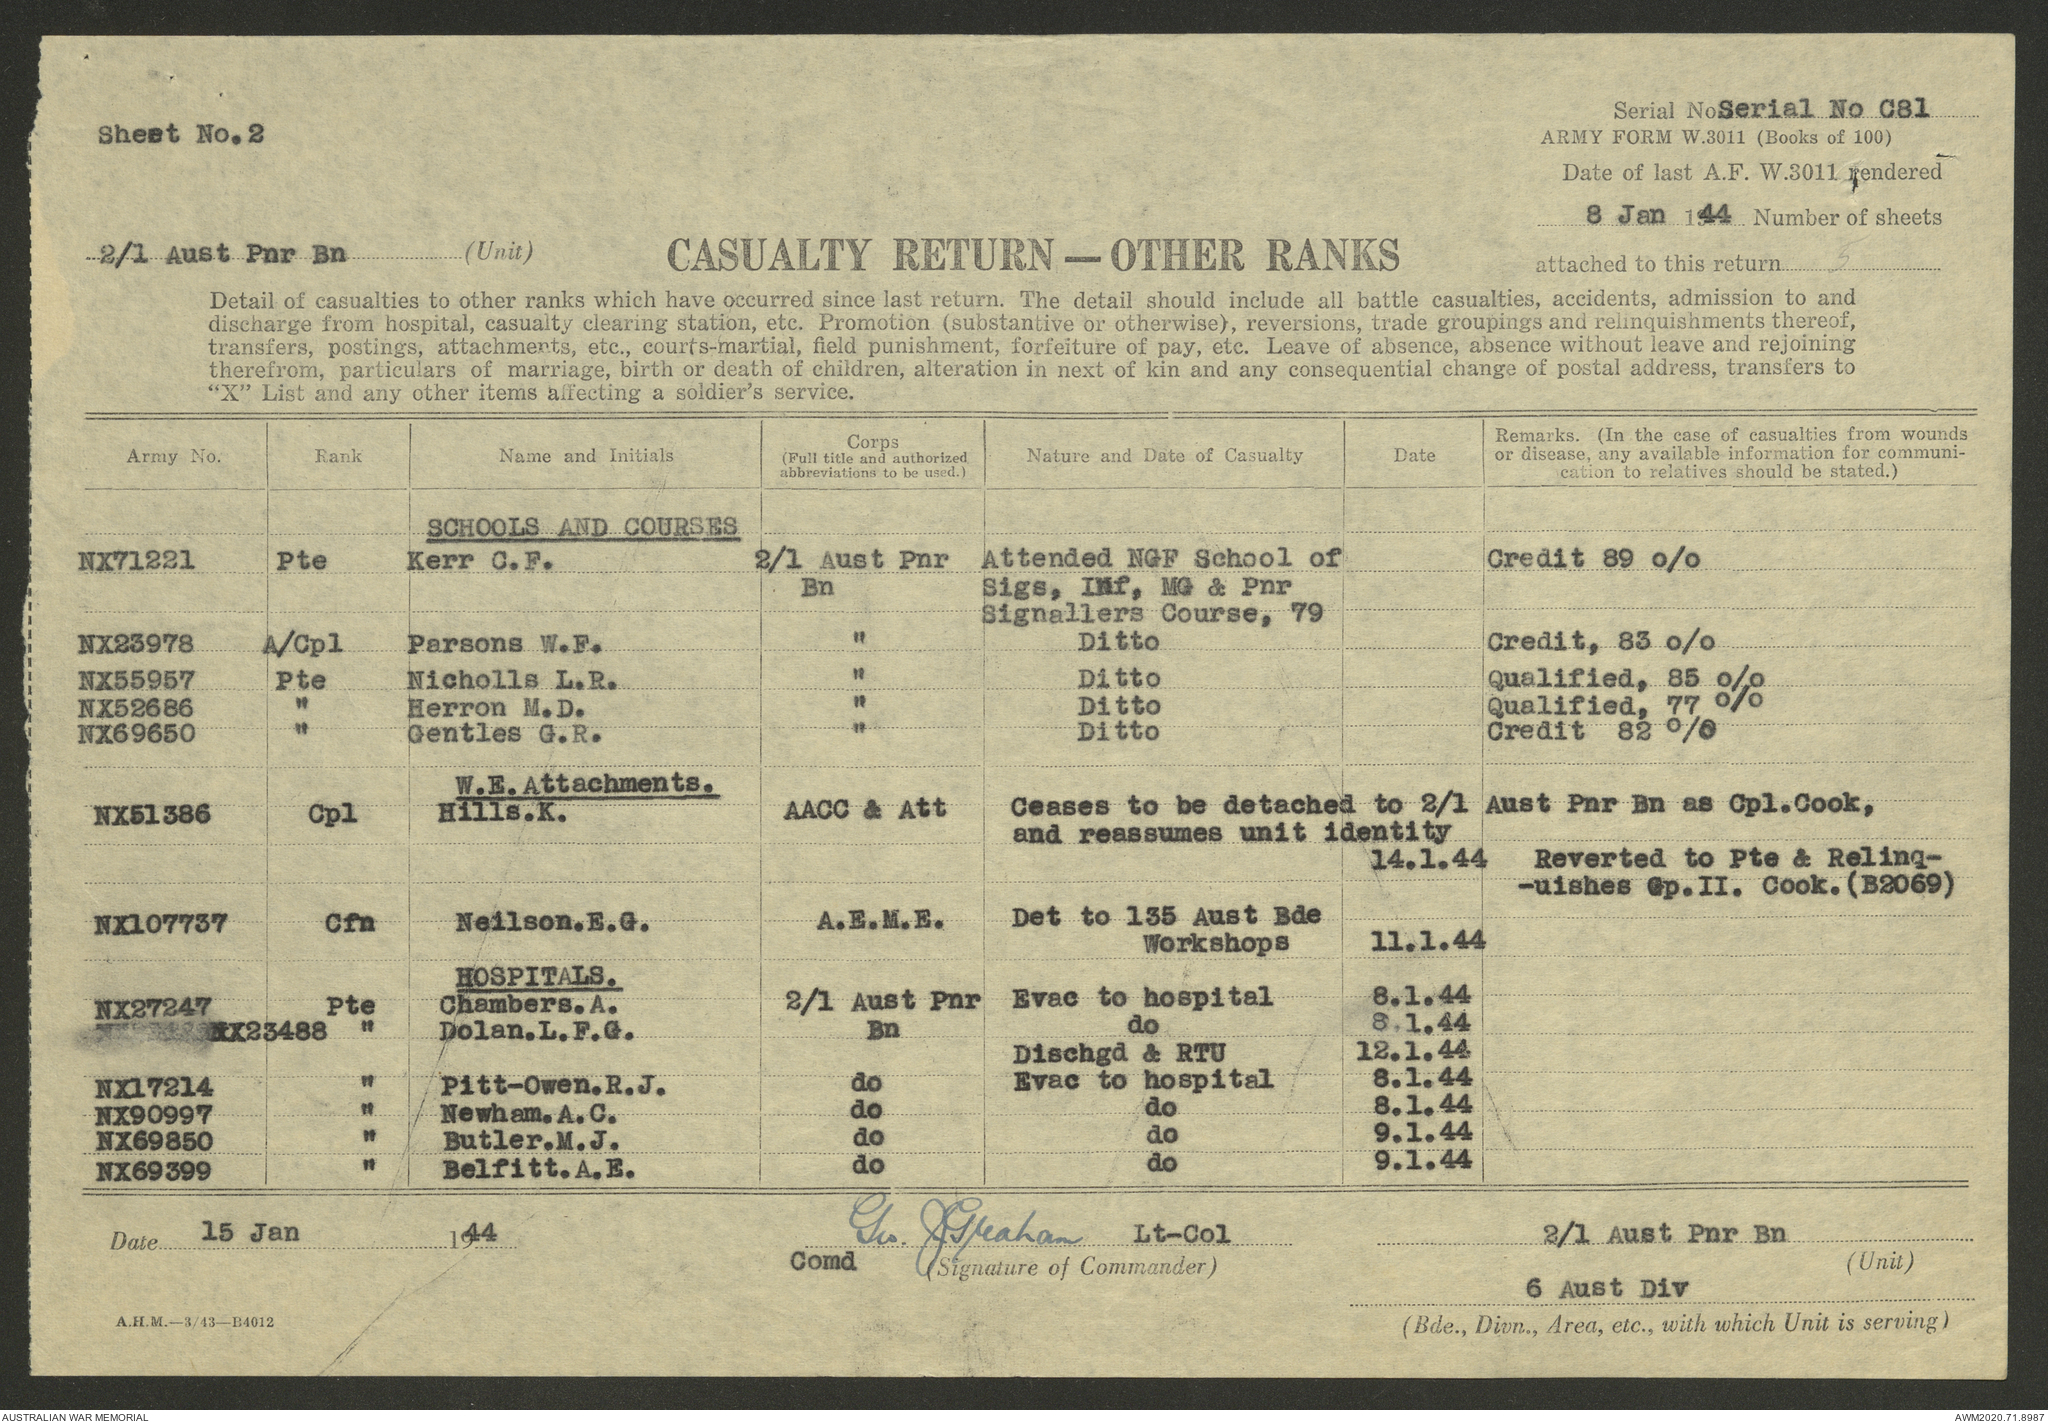 Serial No. Serial No C81
Sheet No.2
ARMY FORM W.3011 (Books of 100)
Date of last A.F. W.3011 rendered
8 Jan 1944 Number of sheets
2/1 Aust Pnr Bn (Unit)
CASUALTY RETURN — OTHER RANKS
attached to this return 5
Detail of casualties to other ranks which have occurred since last return. The detail should include all battle casualties, accidents, admission to and
discharge from hospital, casualty clearing station, etc. Promotion (substantive or otherwise), reversions, trade groupings and relinquishments thereof,
transfers, postings, attachments, etc., courts-martial, field punishment, forfeiture of pay, etc. Leave of absence, absence without leave and rejoining
therefrom, particulars of marriage, birth or death of children, alteration in next of kin and any consequential change of postal address, transfers to
"X" List and any other items affecting a soldier's service.
Army No. Rank Name and Initials Corps (Full title and authorized abbreviations to be used.) Nature and Date of Casualty Date Remarks. (In the case of casualties from wounds
or disease, any available information for communi-
cation to relatives should be stated.)
SCHOOLS AND COURSES
NX71221 Pte Kerr C.F. 2/1 Aust Pnr Attended NGF School of Credit 89 o/o
Bn Sigs, Inf, MG & Pnr
Signallers Course, 79
NX23978 A/Cpl Parsons W.F. " Ditto Credit, 83 o/o
NX55957 Pte Nicholls L.R. " Ditto Qualified, 85 o/o
NX52686 " Herron M.D. " Ditto Qualified, 77 o/o
NX69650 " Gentles G.R. " Ditto Credit 82 o/o
W.E. Attachments.
NX51386 Cpl Hills.K. AACC & Att Ceases to be detached to 2/1 Aust Pnr Bn as Cpl.Cook,
and reassumes unit identity
14.1.44 Reverted to Pte & Relinq-
-uishes Gp.II. Cook.(B2069)
NX107737 Cfn Neilson.E.G. A.E.M.E. Det to 135 Aust Bde
Workshops 11.1.44
HOSPITALS.
NX27247 Pte Chambers.A. 2/1 Aust Pnr Evac to hospital 8.1.44
NX23488 " Dolan.L.F.G. Bn do 8.1.44
Dischgd & RTU 12.1.44
NX17214 " Pitt-Owen.R.J. do Evac to hospital 8.1.44
NX90997 " Newham.A.C. do do 8.1.44
NX69850 " Butler.M.J. do do 9.1.44
NX69399 " Belfitt.A.E. do do 9.1.44
Date 15 Jan 1944 Geo. J Graham Lt-Col 2/1 Aust Pnr Bn
Comd (Signature of Commander) (Unit)
6 Aust Div
A.H.M.—3/43—B4012 (Bde., Divn., Area, etc., with which Unit is serving)
AUSTRALIAN WAR MEMORIAL AWM2020.71.8987